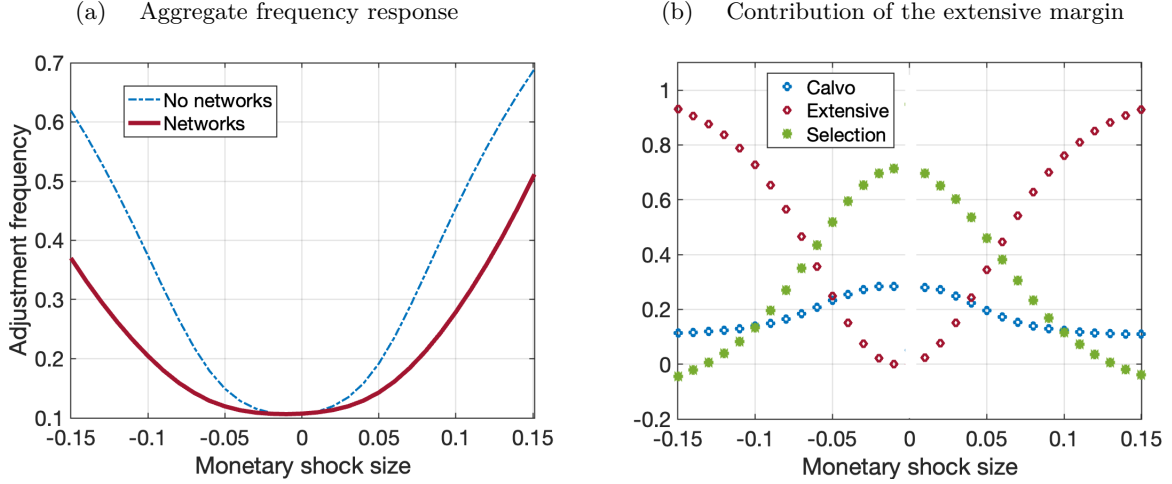 (a) Aggregate frequency response
Adjustment frequency
0.7
0.6
0.5
0.4
0.3
0.2
0.1
No networks
Networks
-0.15
-0.1
-0.05
0
0.05
0.1
0.15
Monetary shock size
(b) Contribution of the extensive margin
1
0.8
0.6
0.4
0.2
0
-0.2
Calvo
Extensive
Selection
-0.15
-0.1
-0.05
0
0.05
0.1
0.15
Monetary shock size